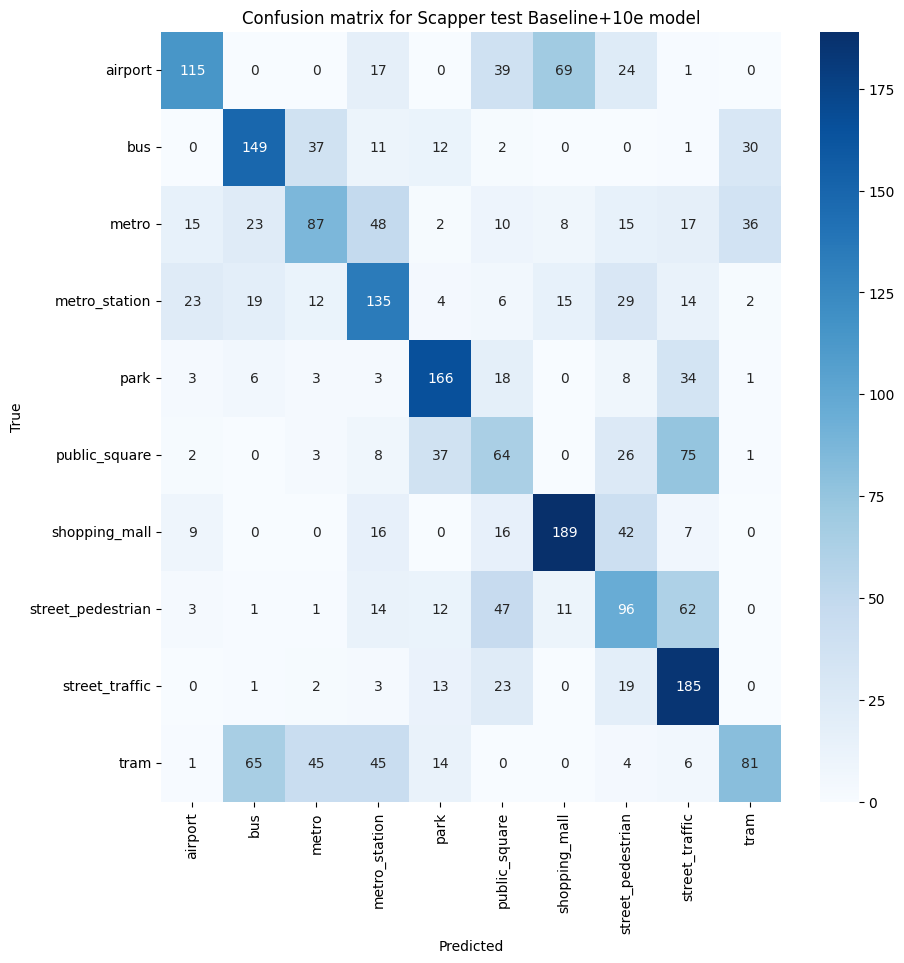 Confusion matrix for Scapper test Baseline+10e model
airport 115 0 0 17 0 39 69 24 1 0
bus 0 149 37 11 12 2 0 0 1 30
metro 15 23 87 48 2 10 8 15 17 36
metro_station 23 19 12 135 4 6 15 29 14 2
park 3 6 3 3 166 18 0 8 34 1
public_square 2 0 3 8 37 64 0 26 75 1
shopping_mall 9 0 0 16 0 16 189 42 7 0
street_pedestrian 3 1 1 14 12 47 11 96 62 0
street_traffic 0 1 2 3 13 23 0 19 185 0
tram 1 65 45 45 14 0 0 4 6 81
True
airport bus metro metro_station park public_square shopping_mall street_pedestrian street_traffic tram
Predicted
175
150
125
100
75
50
25
0